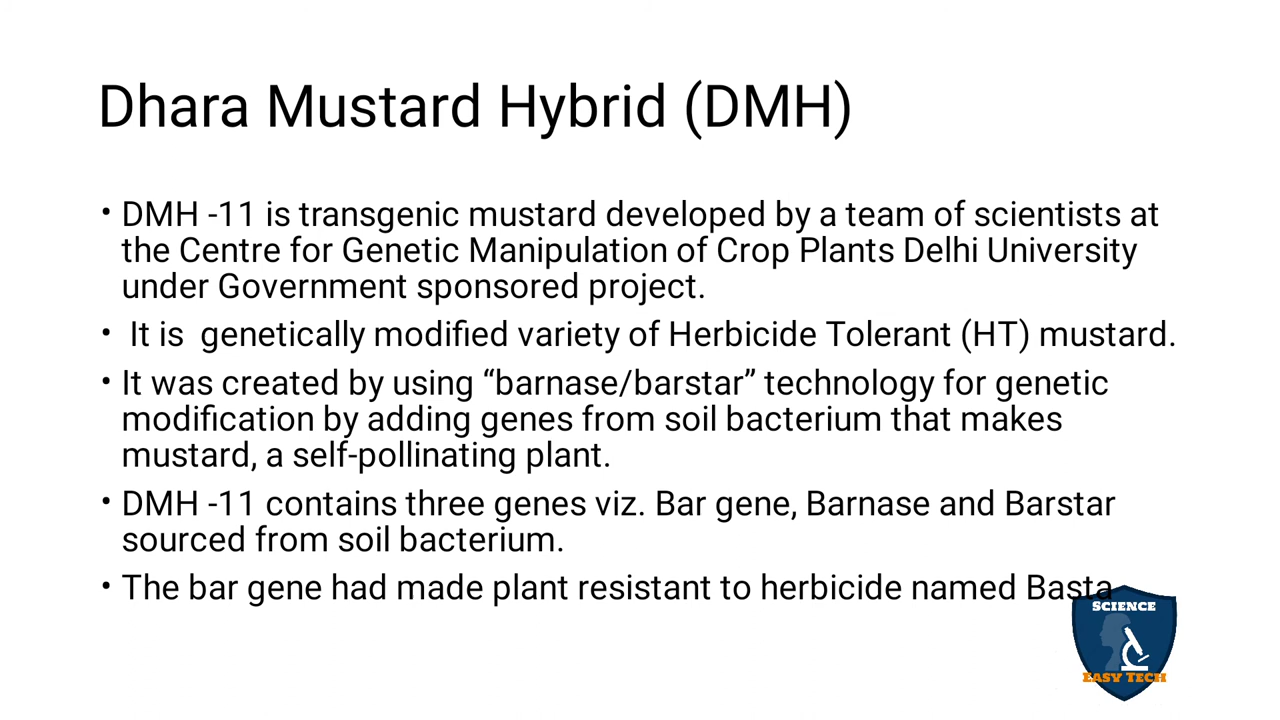 Dhara Mustard Hybrid (DMH)
• DMH -11 is transgenic mustard developed by a team of scientists at
the Centre for Genetic Manipulation of Crop Plants Delhi University
under Government sponsored project.
• It is  genetically modified variety of Herbicide Tolerant (HT) mustard.
• It was created by using “barnase/barstar” technology for genetic
modification by adding genes from soil bacterium that makes
mustard, a self-pollinating plant.
• DMH -11 contains three genes viz. Bar gene, Barnase and Barstar
sourced from soil bacterium.
• The bar gene had made plant resistant to herbicide named Basta
SCIENCE
EASY TECH